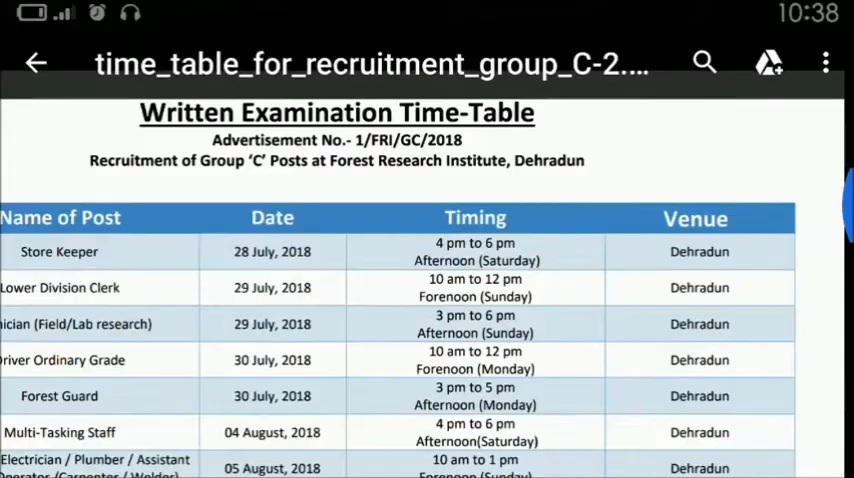 10:38
time_table_for_recruitment_group_C-2....
Written Examination Time-Table
Advertisement No.- 1/FRI/GC/2018
Recruitment of Group ‘C’ Posts at Forest Research Institute, Dehradun
Name of Post Date Timing Venue
Store Keeper 28 July, 2018 4 pm to 6 pm Dehradun
Afternoon (Saturday)
Lower Division Clerk 29 July, 2018 10 am to 12 pm Dehradun
Forenoon (Sunday)
nician (Field/Lab research) 29 July, 2018 3 pm to 6 pm Dehradun
Afternoon (Sunday)
Driver Ordinary Grade 30 July, 2018 10 am to 12 pm Dehradun
Forenoon (Monday)
Forest Guard 30 July, 2018 3 pm to 5 pm Dehradun
Afternoon (Monday)
Multi-Tasking Staff 04 August, 2018 4 pm to 6 pm Dehradun
Afternoon(Saturday)
Electrician / Plumber / Assistant 05 August, 2018 10 am to 1 pm Dehradun
Operator /Carpenter / Welder) Forenoon (Sunday)